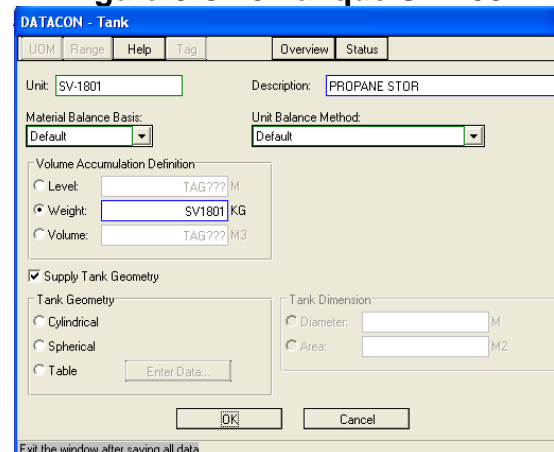 DATACON - Tank
UOM Range Help Tag Overview Status
Unit: SV-1801 Description: PROPANE STOR
Material Balance Basis: Unit Balance Method:
Default Default
Volume Accumulation Definition
Level: TAG??? M
Weight: SV1801 KG
Volume: TAG??? M3
Supply Tank Geometry
Tank Geometry Tank Dimension
Cylindrical Diameter: M
Spherical Area: M2
Table Enter Data...
OK Cancel
Exit the window after saving all data